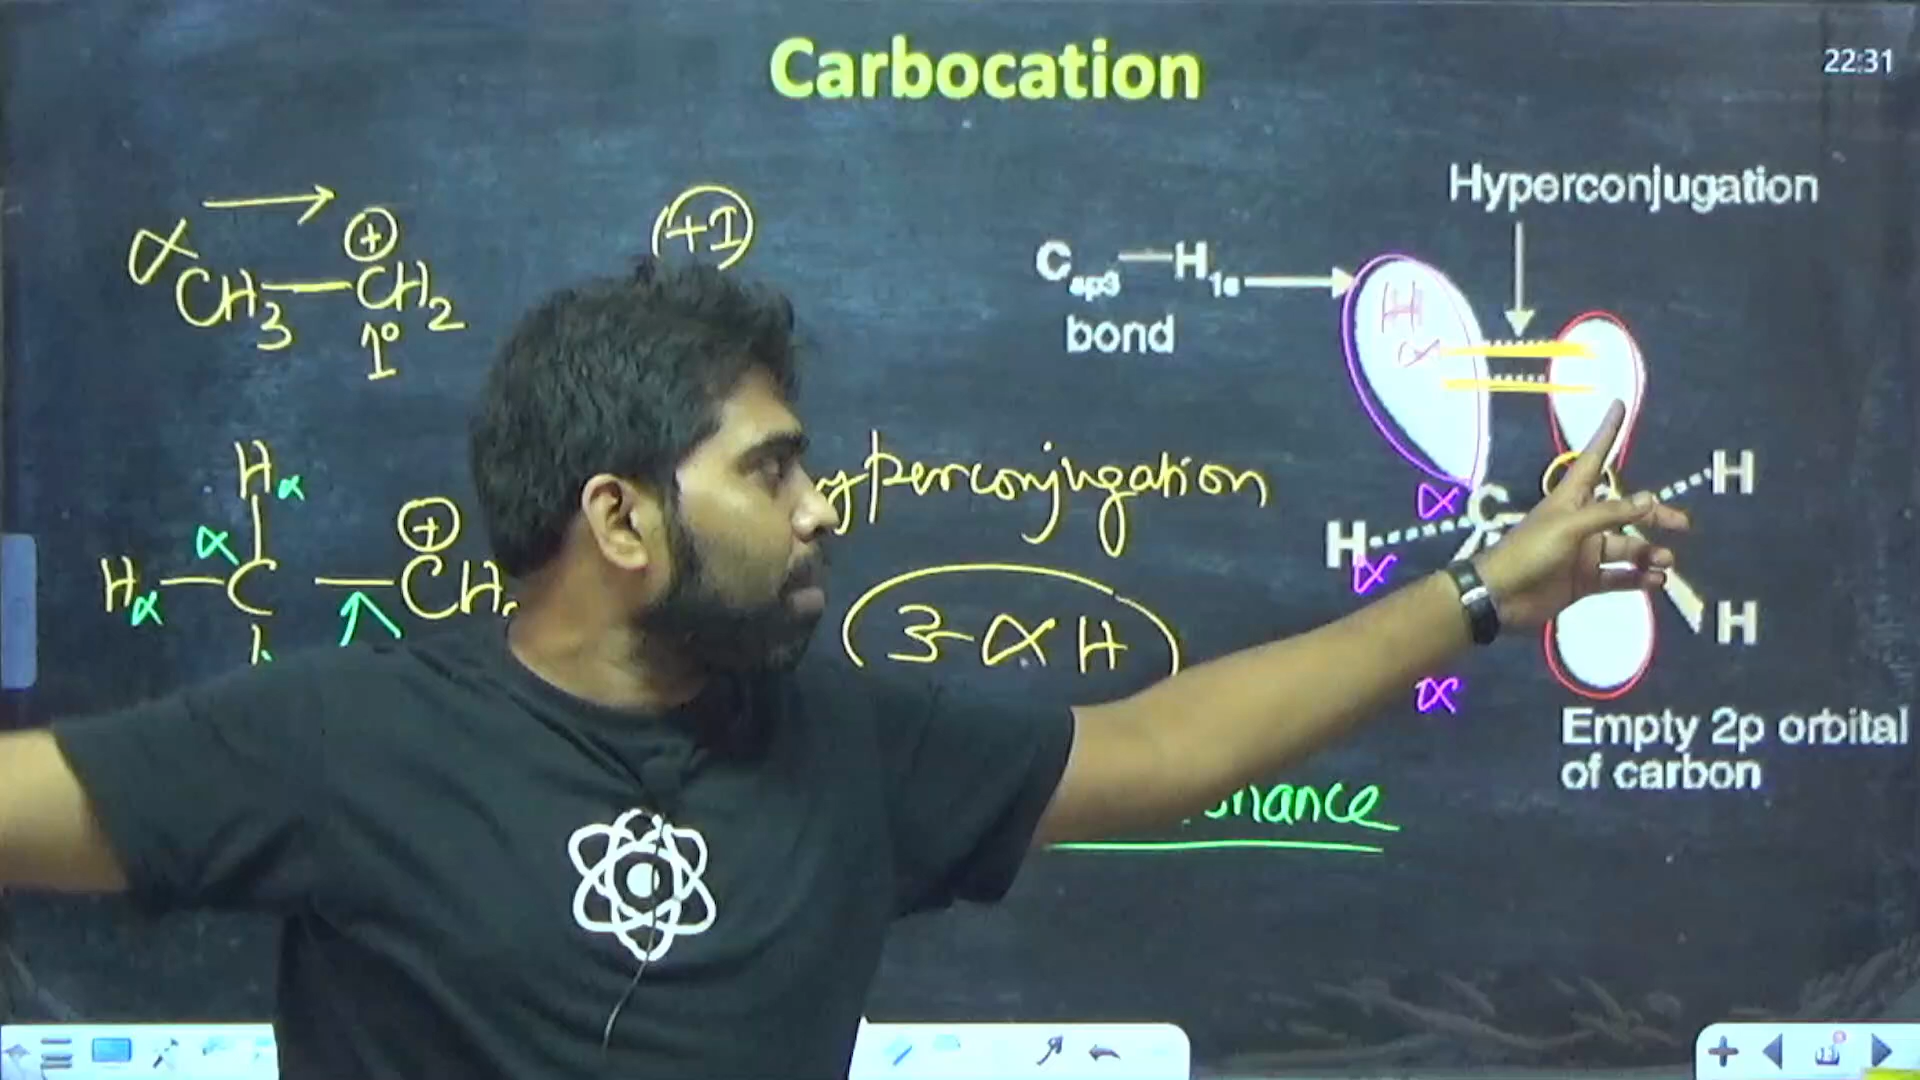 Carbocation
22:31
α CH3—CH2
⊕
1°
(+I)
Hyperconjugation
Csp3—H1s
bond
H
α
Hα
α
Hα—C—CH
⊕
yperconjugation
3-αH
α C
H
H
α
H
α
nance
Empty 2p orbital
of carbon